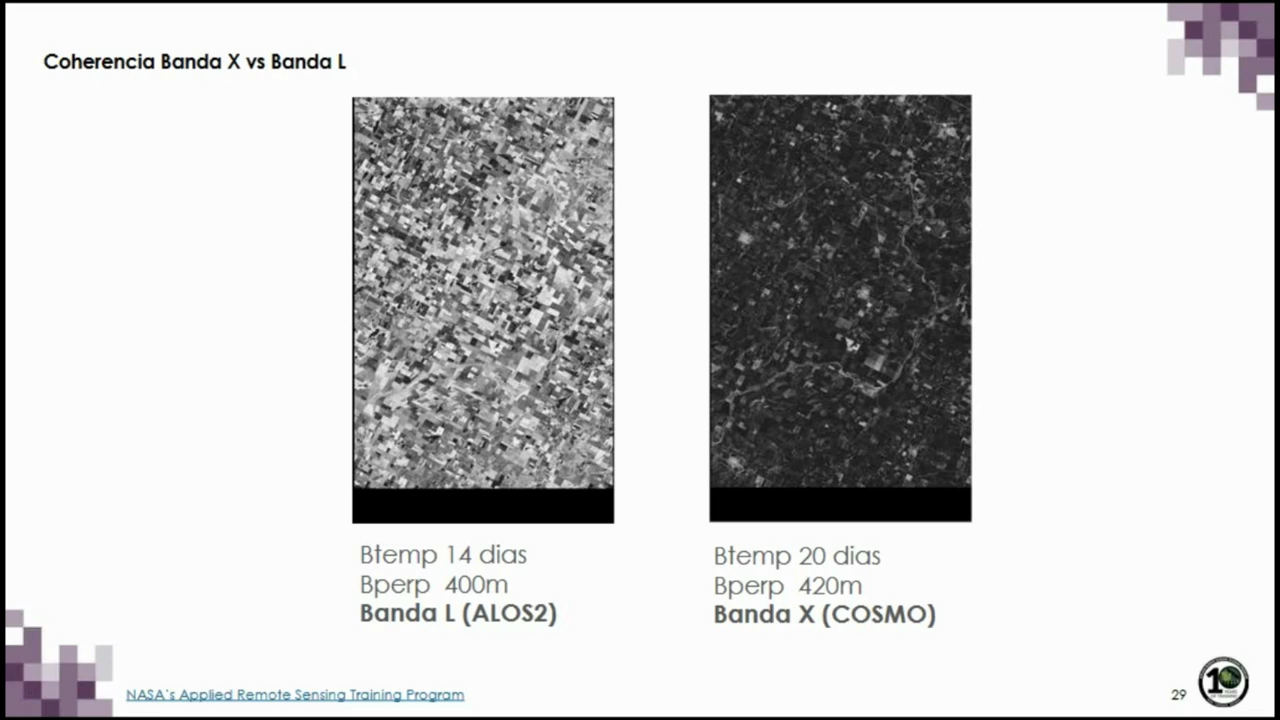 Coherencia Banda X vs Banda L
Btemp 14 dias
Bperp 400m
Banda L (ALOS2)
Btemp 20 dias
Bperp 420m
Banda X (COSMO)
NASA's Applied Remote Sensing Training Program
29
10